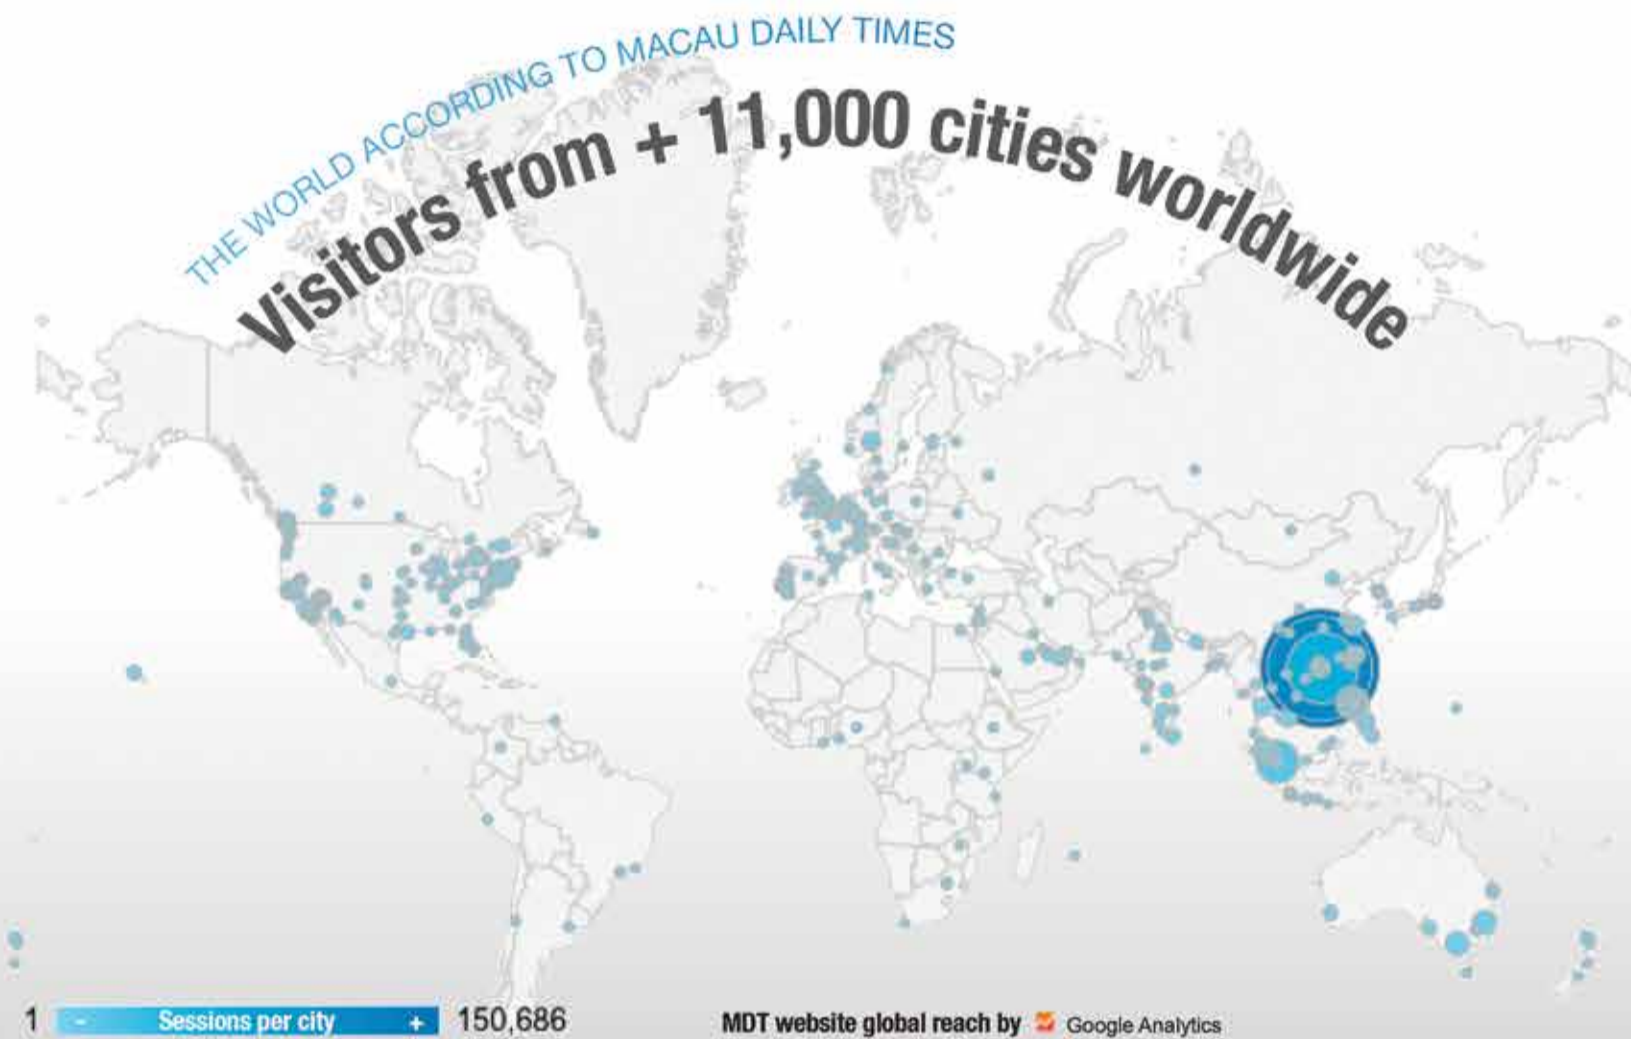 THE WORLD ACCORDING TO MACAU DAILY TIMES
Visitors from + 11,000 cities worldwide
1 - Sessions per city + 150,686
MDT website global reach by Google Analytics